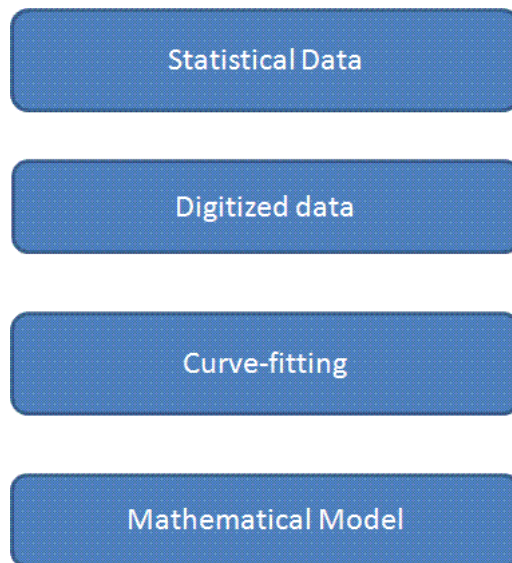 Statistical Data
Digitized data
Curve-fitting
Mathematical Model